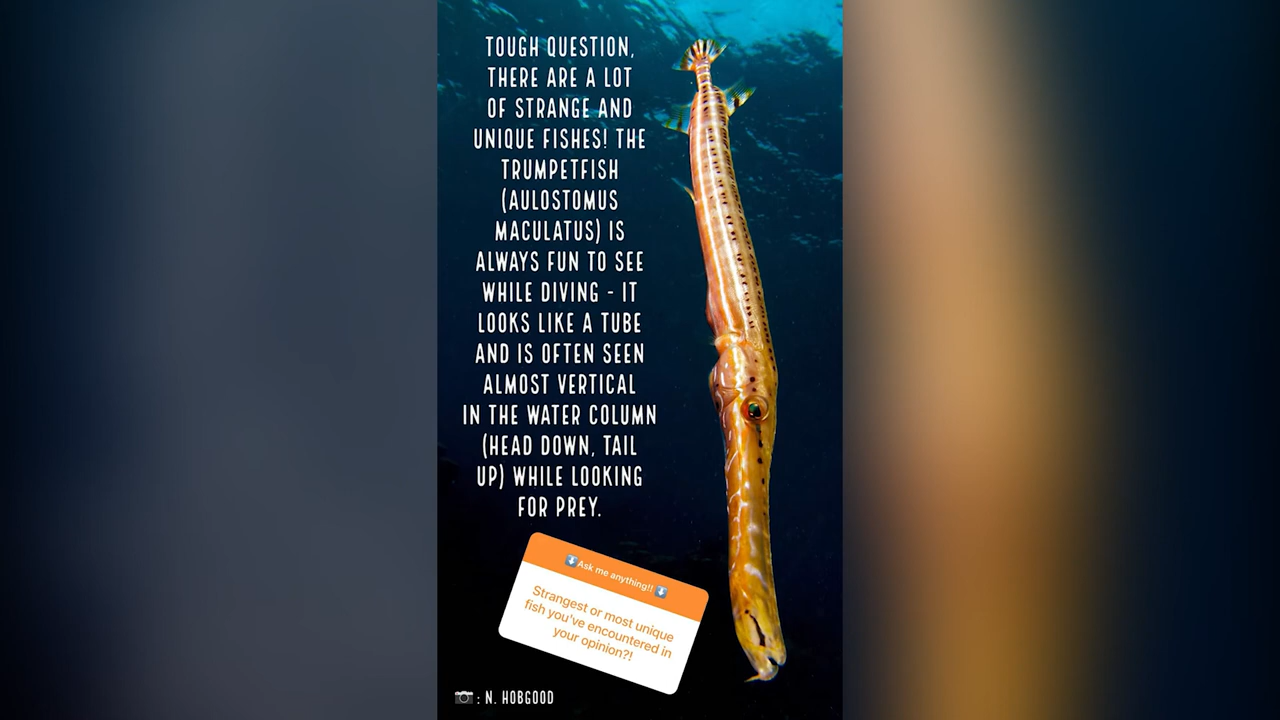 TOUGH QUESTION,
THERE ARE A LOT
OF STRANGE AND
UNIQUE FISHES! THE
TRUMPETFISH
(AULOSTOMUS
MACULATUS) IS
ALWAYS FUN TO SEE
WHILE DIVING - IT
LOOKS LIKE A TUBE
AND IS OFTEN SEEN
ALMOST VERTICAL
IN THE WATER COLUMN
(HEAD DOWN, TAIL
UP) WHILE LOOKING
FOR PREY.
⬇️Ask me anything!!⬇️
Strangest or most unique
fish you've encountered in
your opinion?!
📷 : N. HOBGOOD